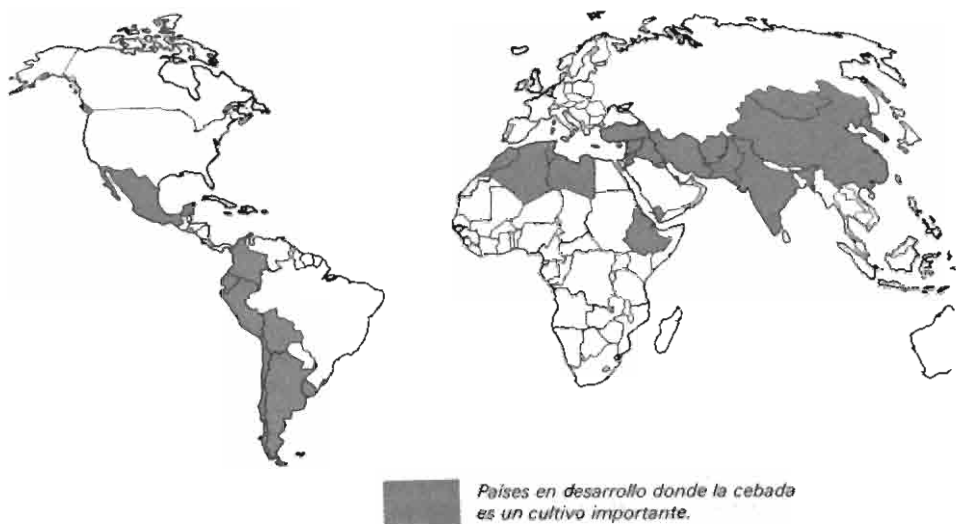 Países en desarrollo donde la cebada
es un cultivo importante.